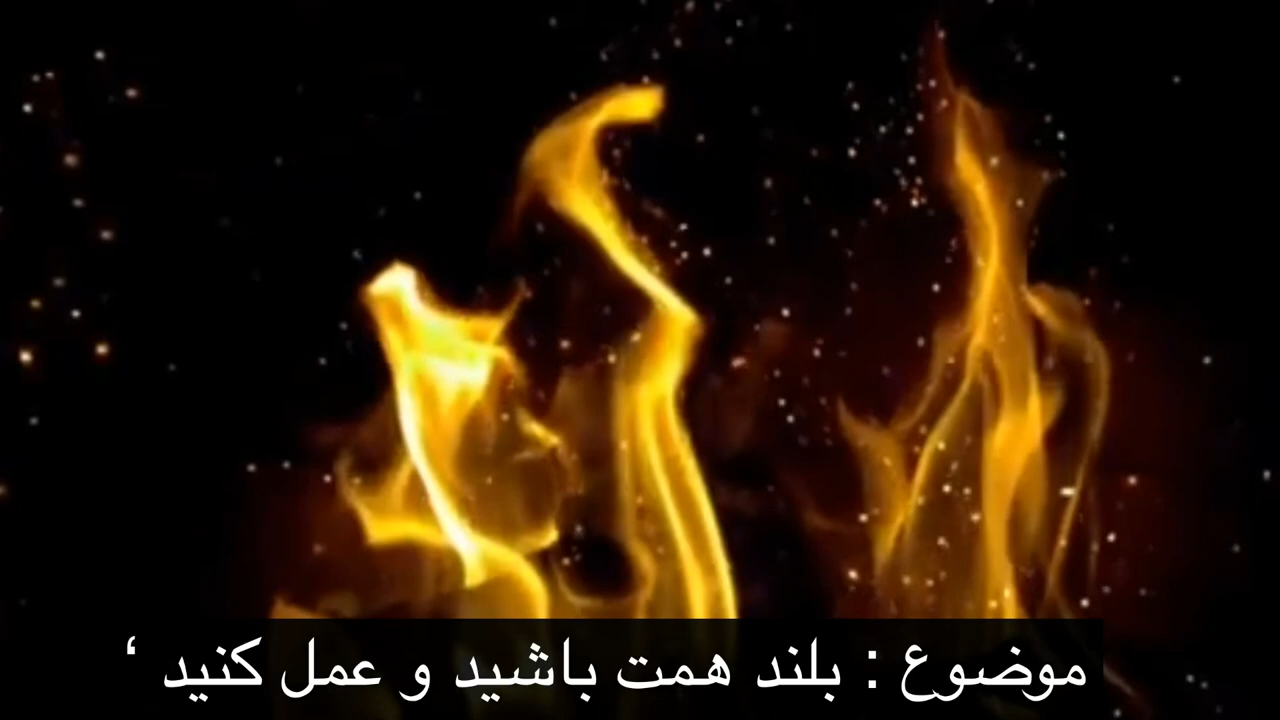 موضوع : بلند همت باشید و عمل کنید ‘